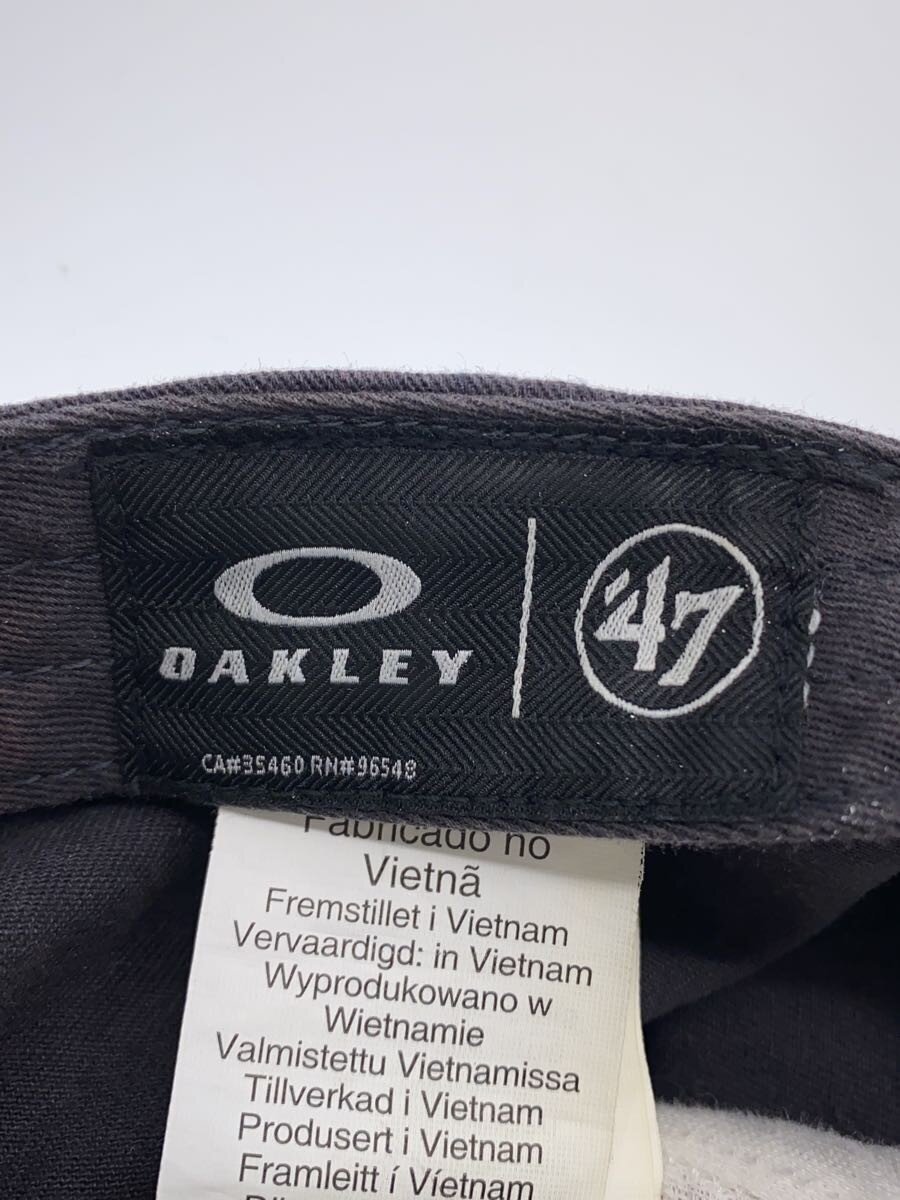 OAKLEY
'47
CA#35460 RN#96548
Fabricado no
Vietnã
Fremstillet i Vietnam
Vervaardigd: in Vietnam
Wyprodukowano w
Wietnamie
Valmistettu Vietnamissa
Tillverkad i Vietnam
Produsert i Vietnam
Framleitt í Víetnam